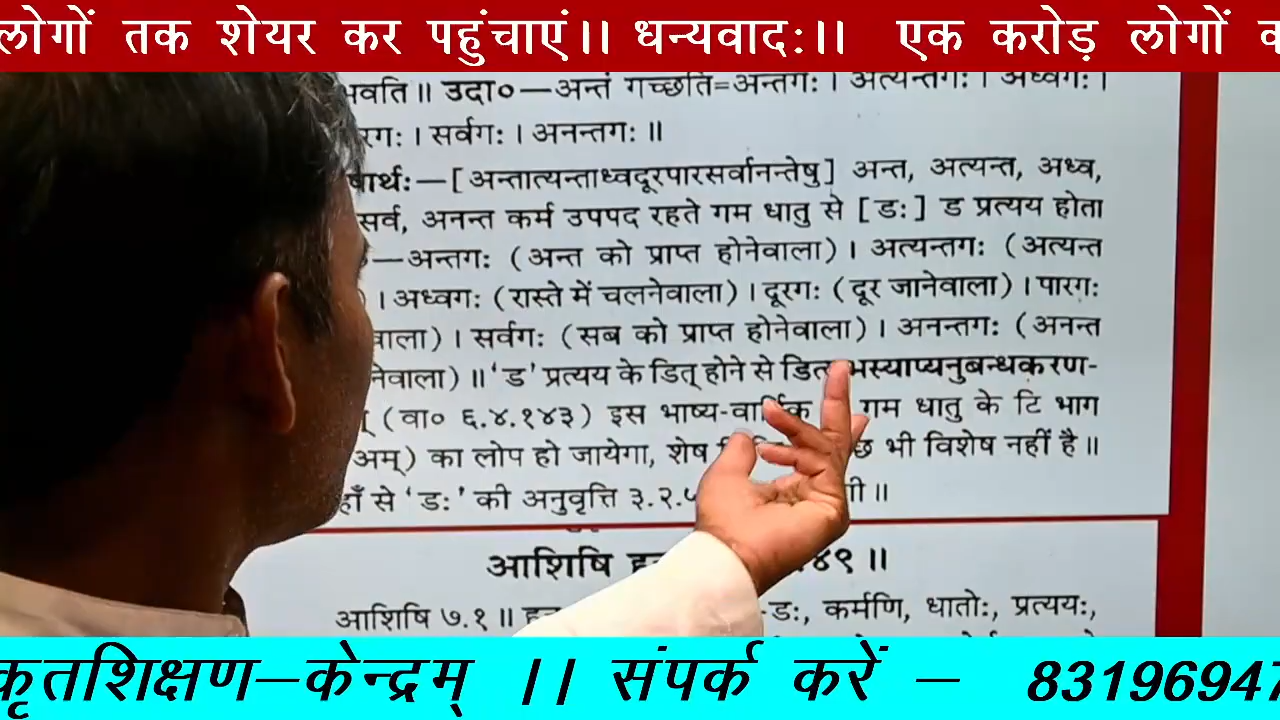 लोगों तक शेयर कर पहुंचाएं।। धन्यवादः।। एक करोड़ लोगों
भवति॥ उदा०—अन्तं गच्छति=अन्तगः। अत्यन्तगः। अध्वगः।
रगः। सर्वगः। अनन्तगः॥
षार्थः—[अन्तात्यन्ताध्वदूरपारसर्वानन्तेषु] अन्त, अत्यन्त, अध्व,
सर्व, अनन्त कर्म उपपद रहते गम धातु से [डः] ड प्रत्यय होता
—अन्तगः (अन्त को प्राप्त होनेवाला)। अत्यन्तगः (अत्यन्त
)। अध्वगः (रास्ते में चलनेवाला)। दूरगः (दूर जानेवाला)। पारगः
वाला)। सर्वगः (सब को प्राप्त होनेवाला)। अनन्तगः (अनन्त
नेवाला)॥ 'ड' प्रत्यय के डित् होने से डित्यभस्याप्यनुबन्धकरण-
(वा० ६.४.१४३) इस भाष्य-वार्तिक गम धातु के टि भाग
अम्) का लोप हो जायेगा, शेष भी विशेष नहीं है॥
हाँ से 'डः' की अनुवृत्ति ३.२.
आशिषि ४९॥
आशिषि ७.१॥ डः, कर्मणि, धातोः, प्रत्ययः,
कृतशिक्षण–केन्द्रम् ।। संपर्क करें – 8319694